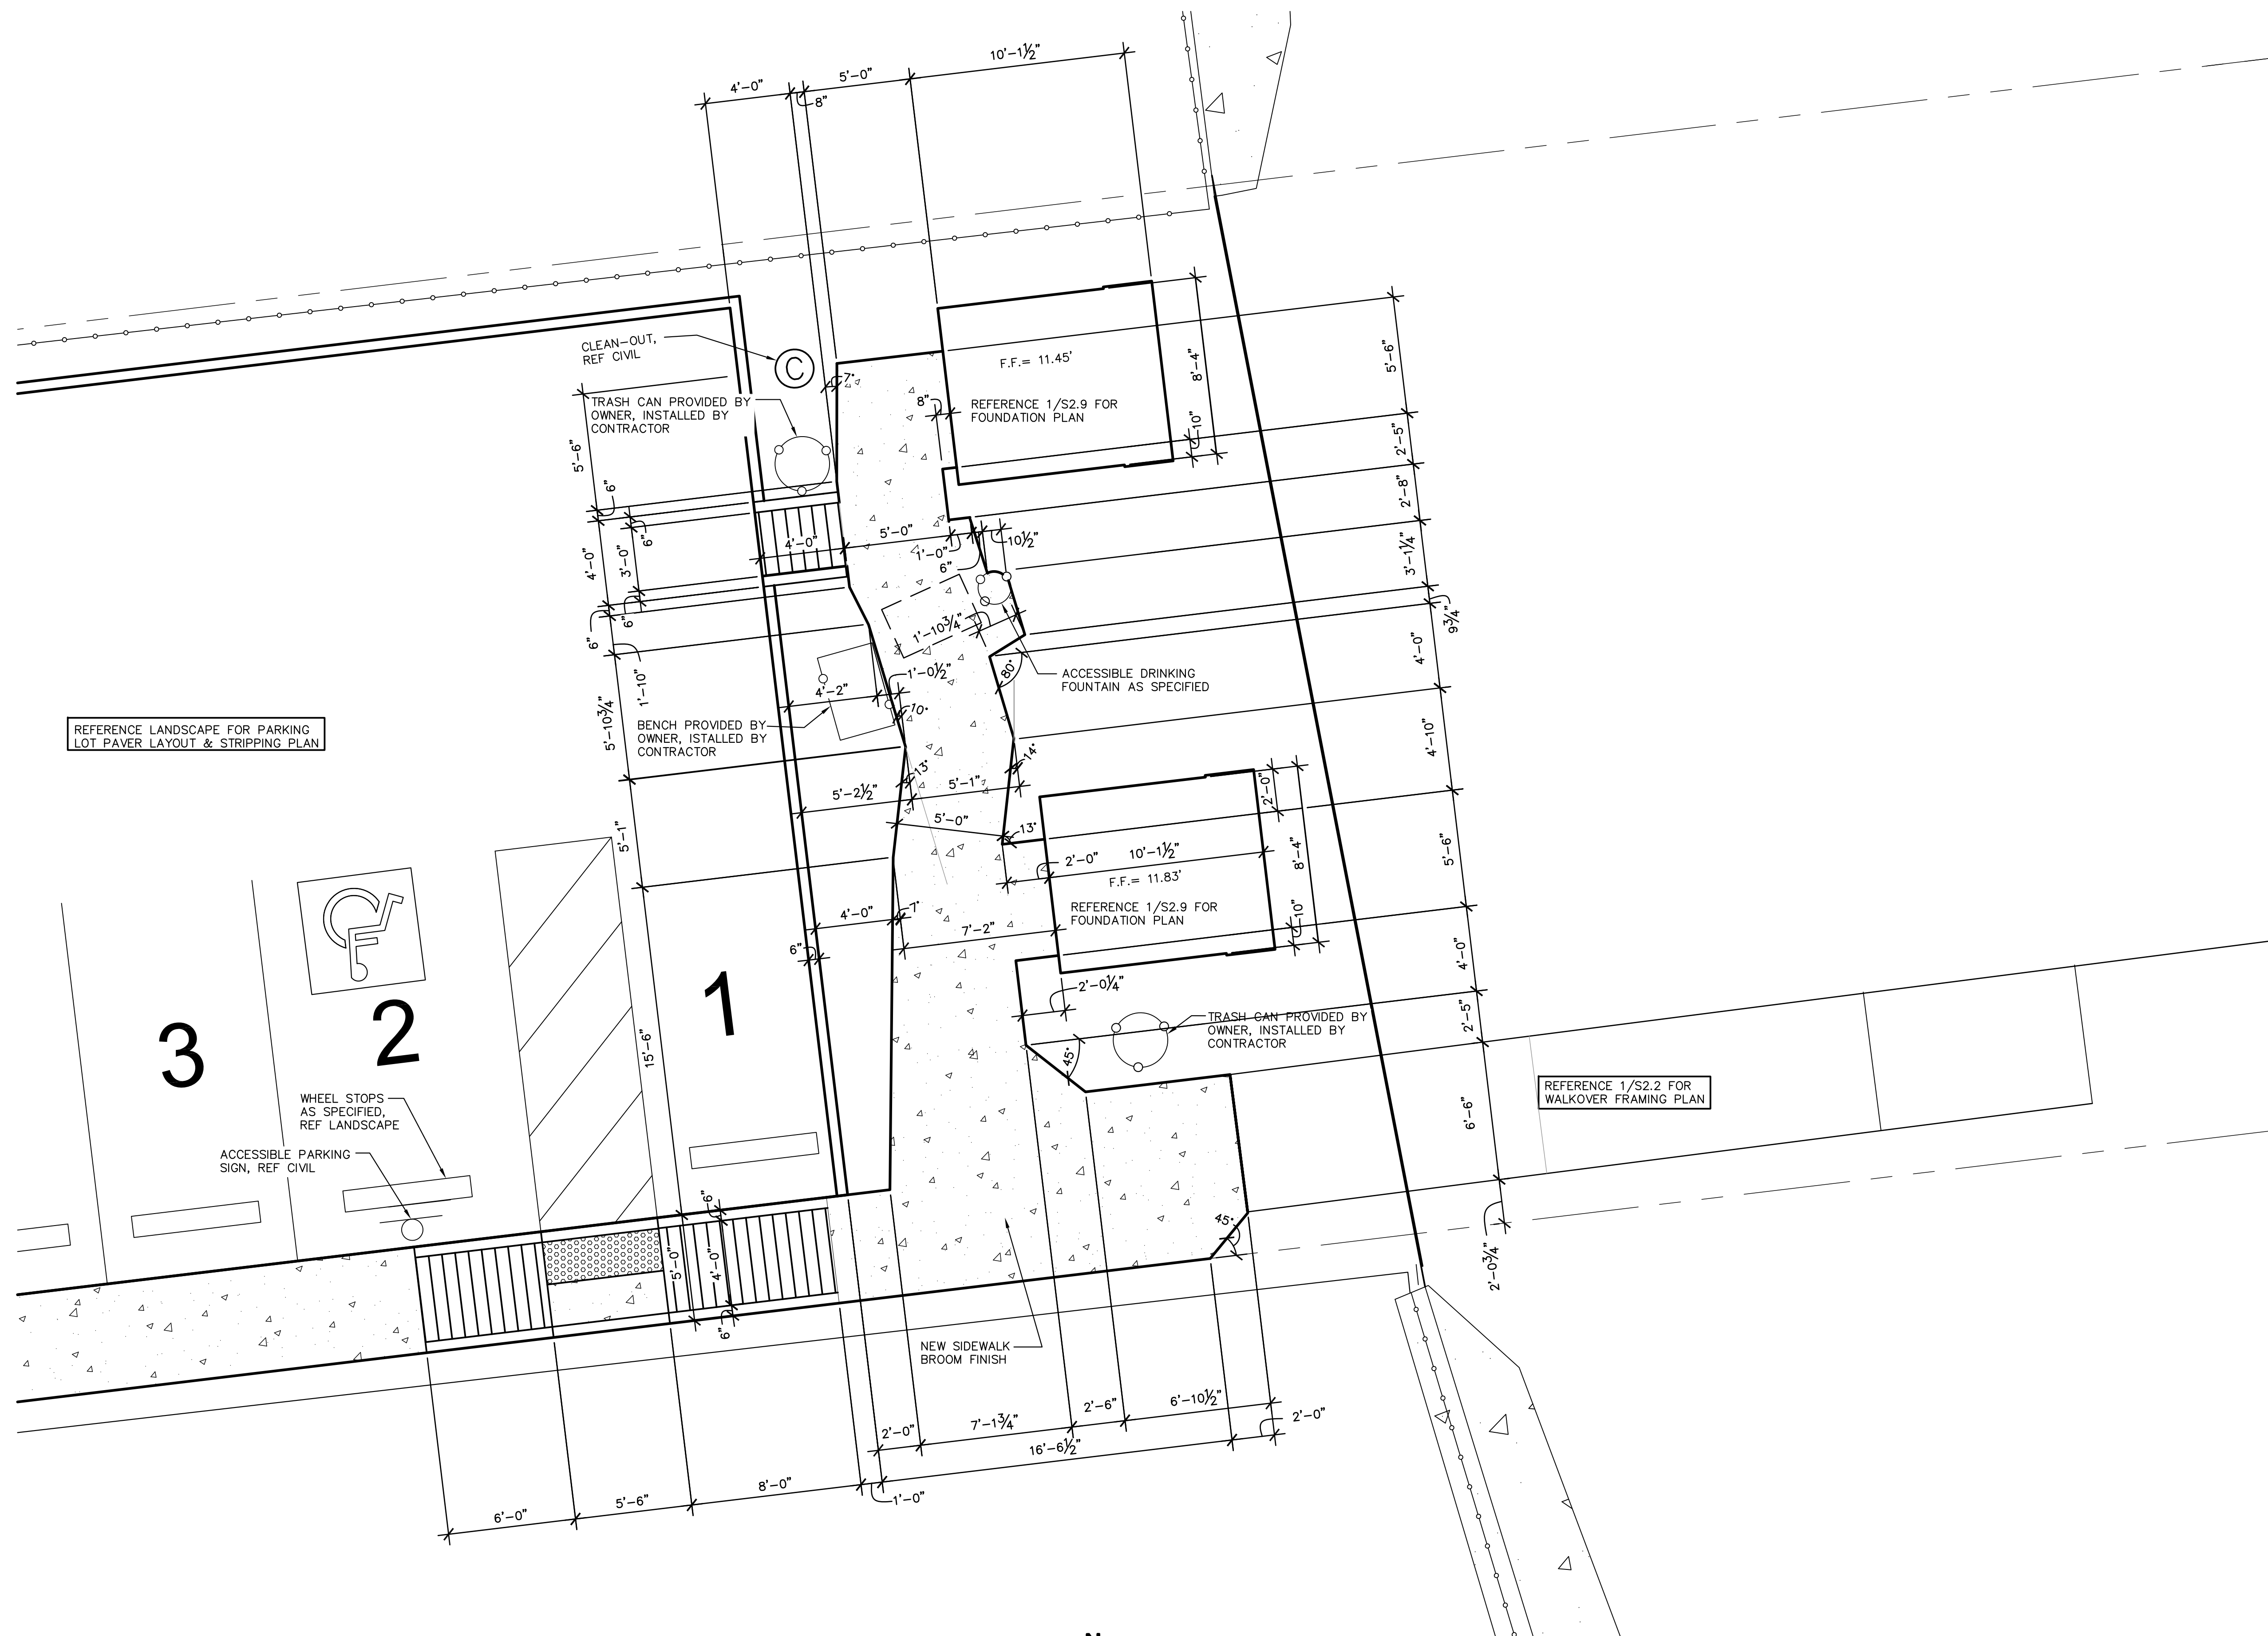 10'-1½"
5'-0"
4'-0"
8"
CLEAN-OUT,
REF CIVIL
C
7°
F.F.= 11.45'
5'-6"
8'-4"
TRASH CAN PROVIDED BY
OWNER, INSTALLED BY
CONTRACTOR
8"
REFERENCE 1/S2.9 FOR
FOUNDATION PLAN
10"
2'-5"
5'-6"
6"
2'-8"
6"
4'-0"
5'-0"
1'-0"
10½"
6"
4'-0"
3'-0"
3'-1¼"
6"
6"
1'-10¾"
9¾"
80°
ACCESSIBLE DRINKING
FOUNTAIN AS SPECIFIED
4'-0"
1'-10"
1'-0½"
4'-2"
10°
5'-10¾"
BENCH PROVIDED BY
OWNER, ISTALLED BY
CONTRACTOR
REFERENCE LANDSCAPE FOR PARKING
LOT PAVER LAYOUT & STRIPPING PLAN
4'-10"
13°
14°
5'-2½"
5'-1"
2'-0"
5'-1"
5'-0"
13°
2'-0"
10'-1½"
8'-4"
5'-6"
F.F.= 11.83'
REFERENCE 1/S2.9 FOR
FOUNDATION PLAN
10"
4'-0"
7°
7'-2"
6"
4'-0"
2'-0¼"
1
2
3
15'-6"
TRASH CAN PROVIDED BY
OWNER, INSTALLED BY
CONTRACTOR
2'-5"
45°
REFERENCE 1/S2.2 FOR
WALKOVER FRAMING PLAN
6'-6"
WHEEL STOPS
AS SPECIFIED,
REF LANDSCAPE
ACCESSIBLE PARKING
SIGN, REF CIVIL
6"
5'-0"
4'-0"
6"
45°
2'-0¾"
NEW SIDEWALK
BROOM FINISH
2'-0"
7'-1¾"
2'-6"
6'-10½"
2'-0"
16'-6½"
6'-0"
5'-6"
8'-0"
1'-0"